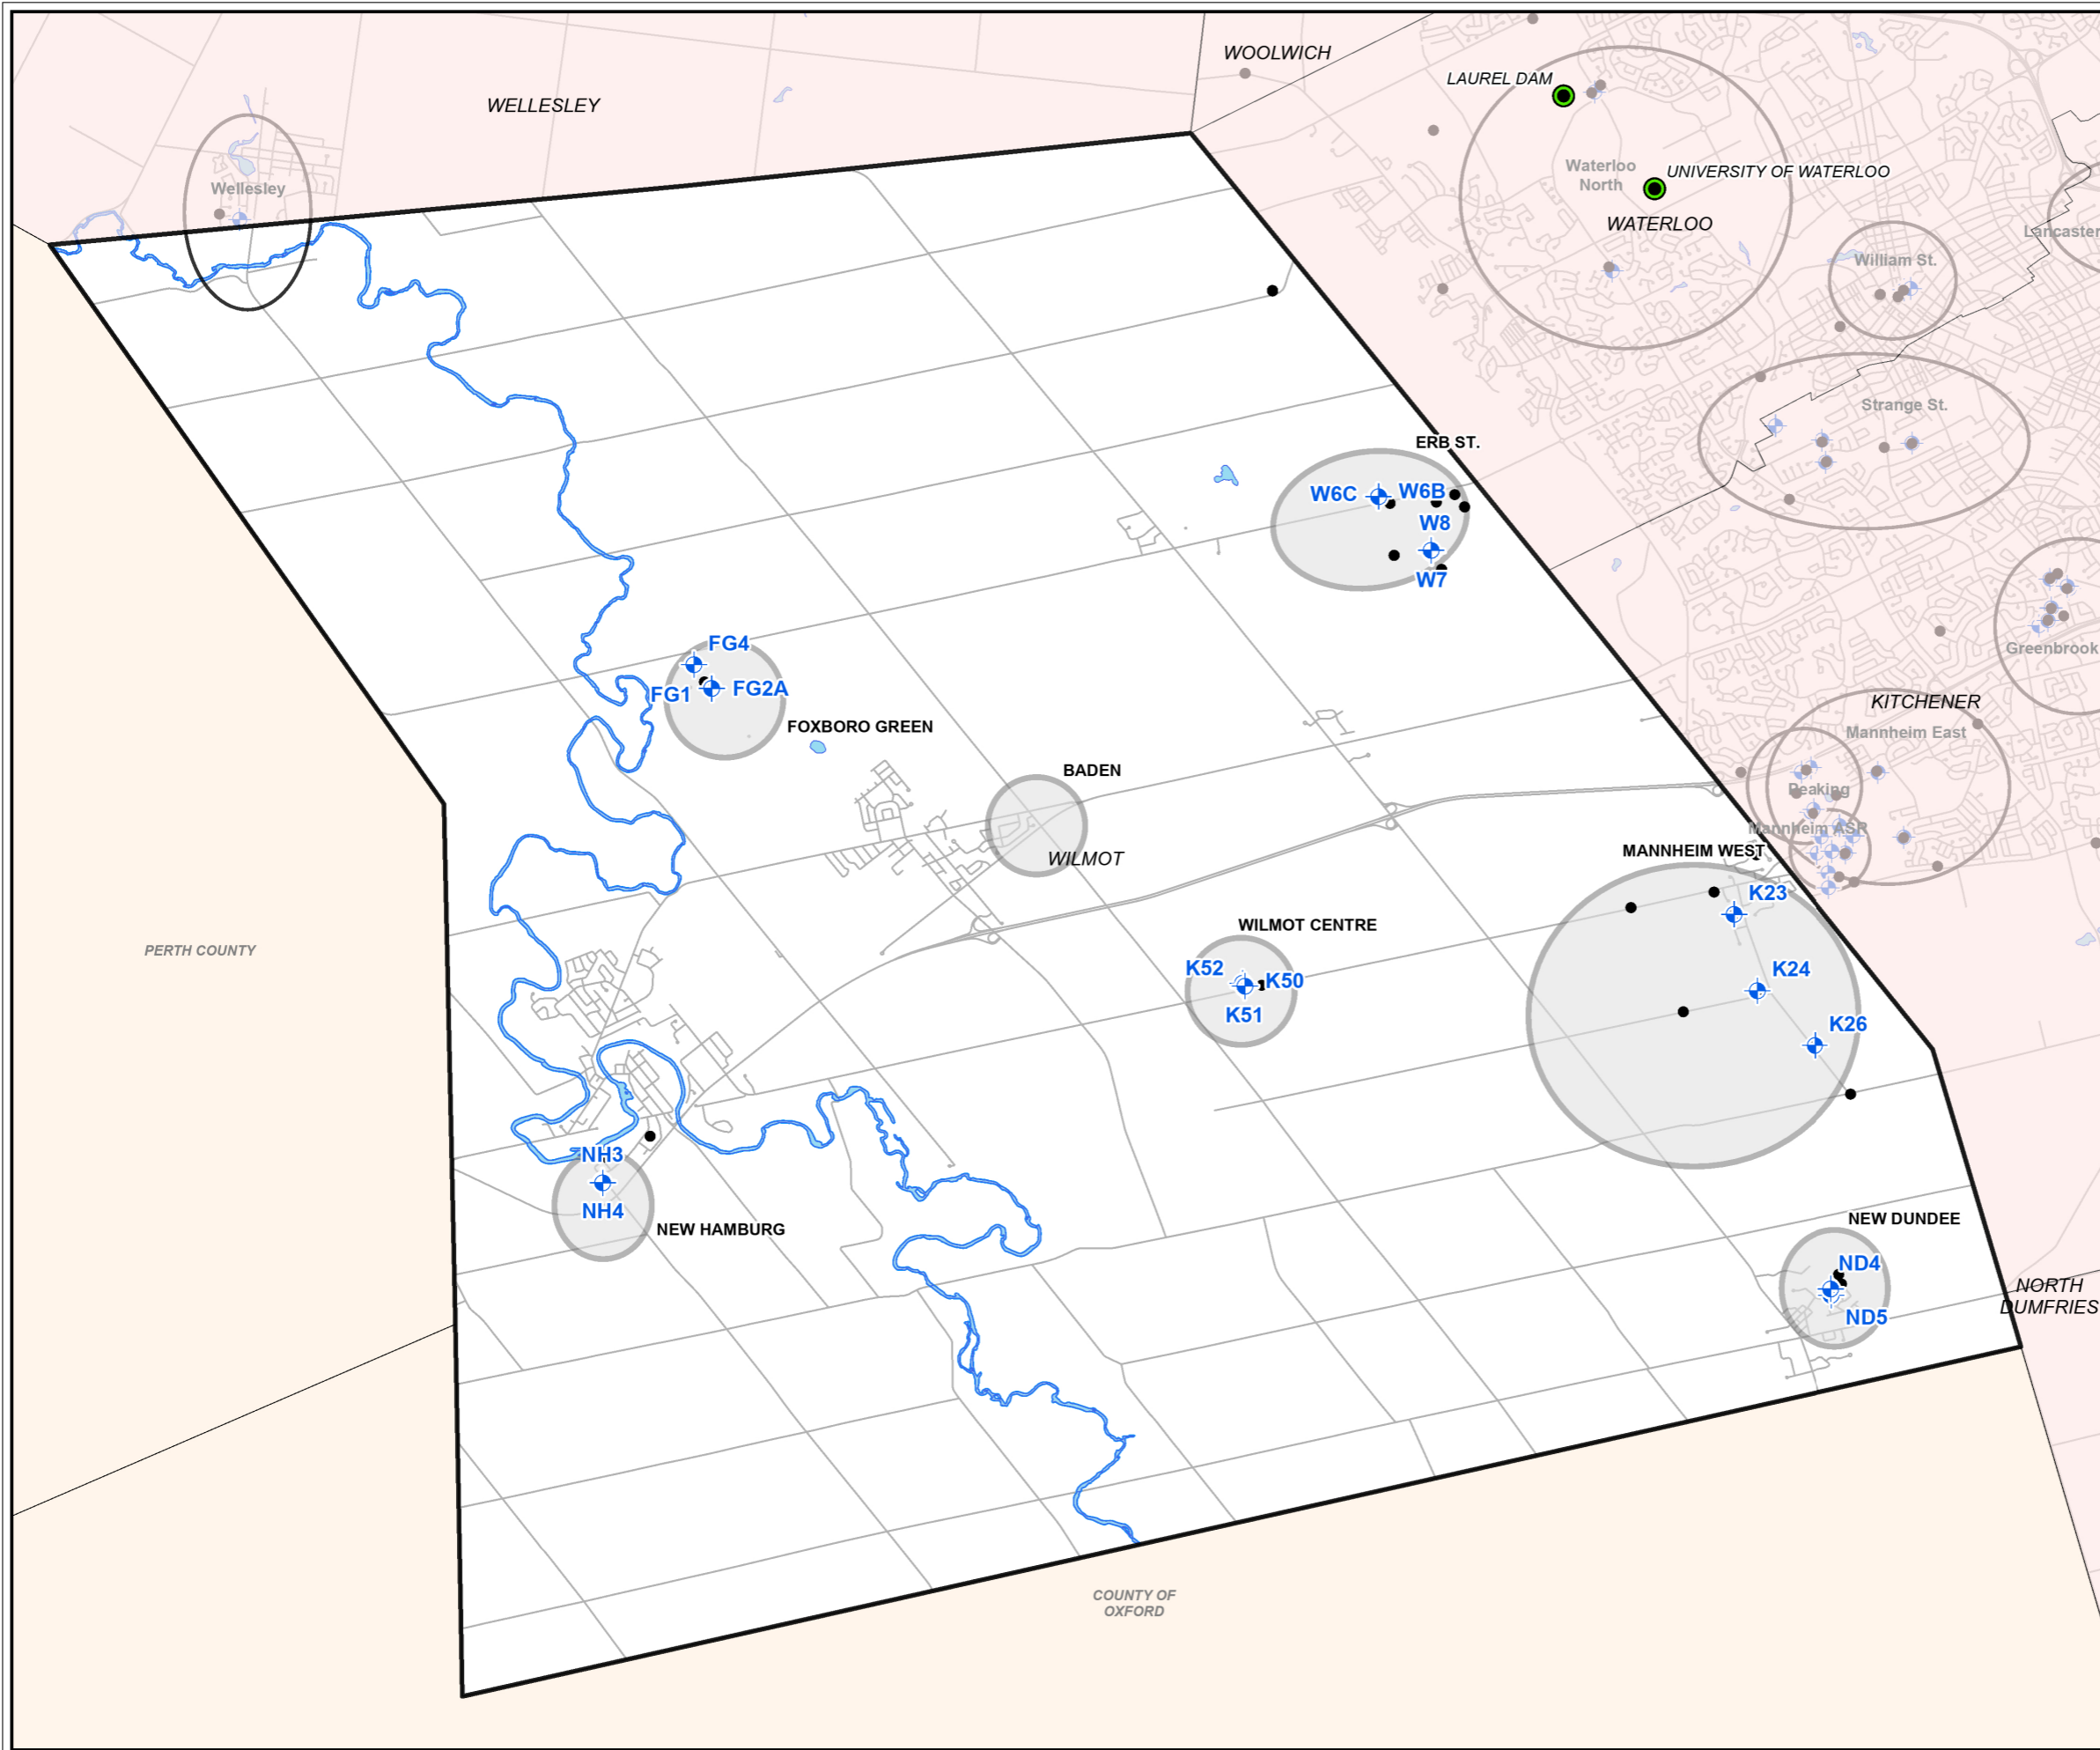 WOOLWICH
LAUREL DAM
WELLESLEY
Waterloo
North
UNIVERSITY OF WATERLOO
Wellesley
WATERLOO
Lancaster
William St.
Strange St.
ERB ST.
W6C
W6B
W8
W7
FG4
FG1
FG2A
Greenbrook
KITCHENER
FOXBORO GREEN
Mannheim East
BADEN
Peaking
Mannheim ASR
MANNHEIM WEST
WILMOT
K23
WILMOT CENTRE
PERTH COUNTY
K52
K50
K24
K51
K26
NH3
NH4
NEW HAMBURG
NEW DUNDEE
ND4
NORTH
DUMFRIES
ND5
COUNTY OF
OXFORD